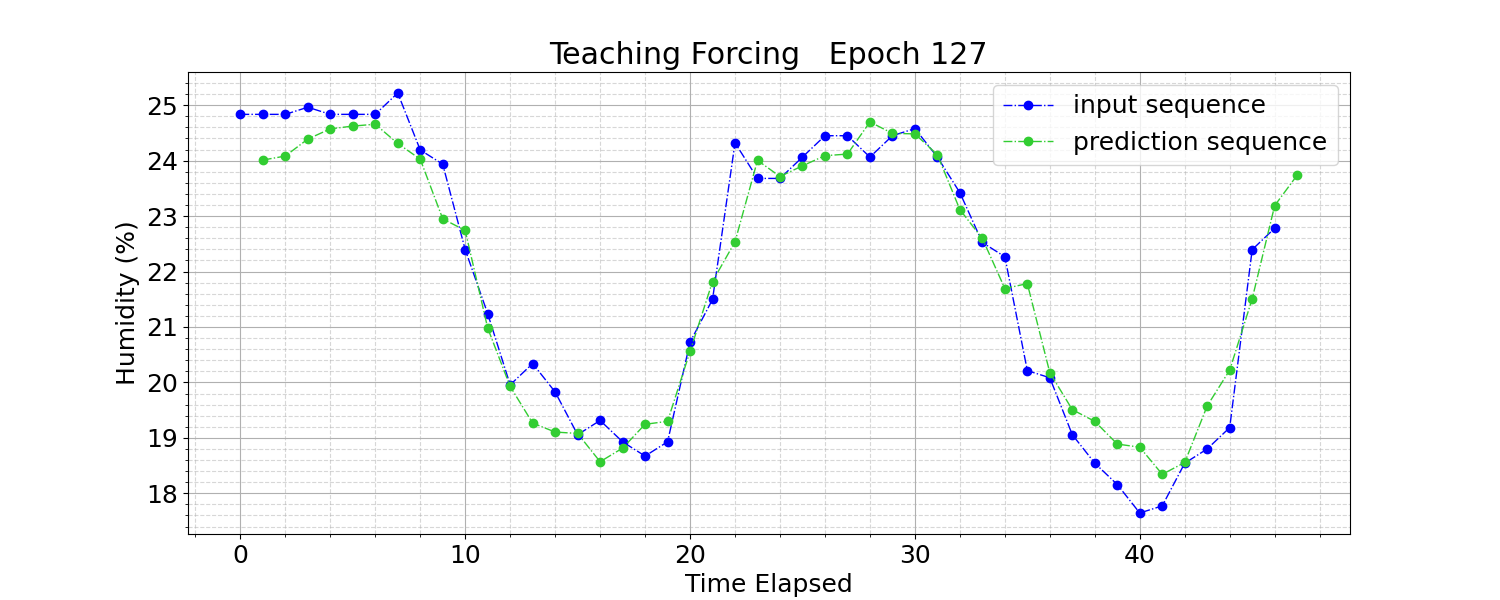 Teaching Forcing   Epoch 127
input sequence
prediction sequence
Humidity (%)
25
24
23
22
21
20
19
18
0 10 20 30 40
Time Elapsed